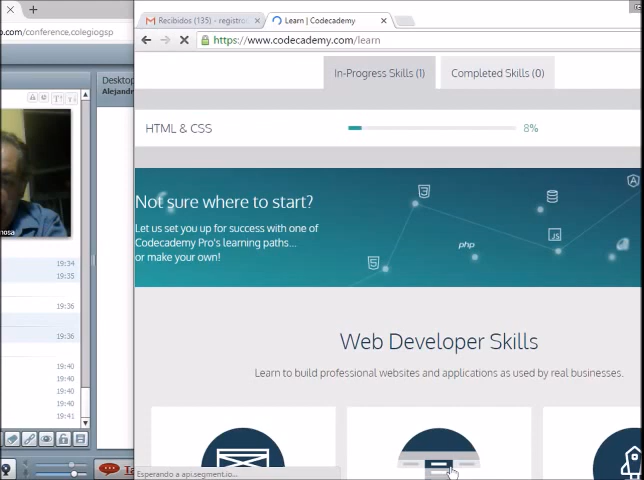 Recibidos (135) - registro
Learn | Codecademy
o.com/conference.colegiogsp
https://www.codecademy.com/learn
Desktop
Alejandr
In-Progress Skills (1)
Completed Skills (0)
HTML & CSS
8%
Not sure where to start?
Let us set you up for success with one of
Codecademy Pro's learning paths...
or make your own!
php
JS
3
5
nosa
19:34
19:35
19:36
19:36
19:40
19:40
19:40
19:41
Web Developer Skills
Learn to build professional websites and applications as used by real businesses.
Esperando a api.segment.io...
Ta